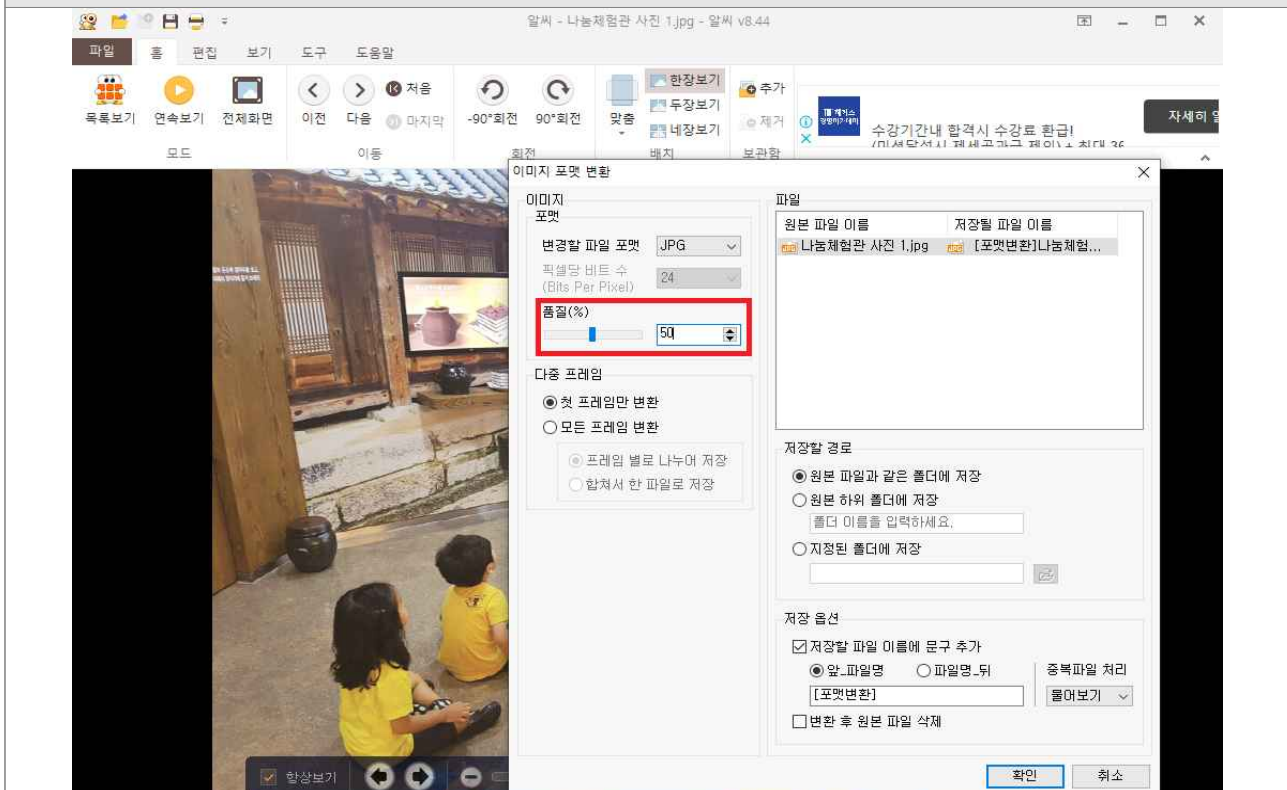 알씨 - 나눔체험관 사진 1.jpg - 알씨 v8.44
파일 홈 편집 보기 도구 도움말
목록보기 연속보기 전체화면 이전 다음 처음 마지막 -90°회전 90°회전 맞춤 한장보기 두장보기 네장보기 추가 제거
모드 이동 회전 배치 보관함
수강기간내 합격시 수강료 환급!
자세히
이미지 포맷 변환
이미지
포맷
변경할 파일 포맷 JPG
픽셀당 비트 수
(Bits Per Pixel) 24
품질(%)
50
다중 프레임
첫 프레임만 변환
모든 프레임 변환
프레임 별로 나누어 저장
합쳐서 한 파일로 저장
파일
원본 파일 이름 저장될 파일 이름
나눔체험관 사진 1.jpg [포맷변환]나눔체험...
저장할 경로
원본 파일과 같은 폴더에 저장
원본 하위 폴더에 저장
폴더 이름을 입력하세요.
지정된 폴더에 저장
저장 옵션
저장할 파일 이름에 문구 추가
앞_파일명 파일명_뒤 중복파일 처리
[포맷변환] 물어보기
변환 후 원본 파일 삭제
항상보기
확인 취소